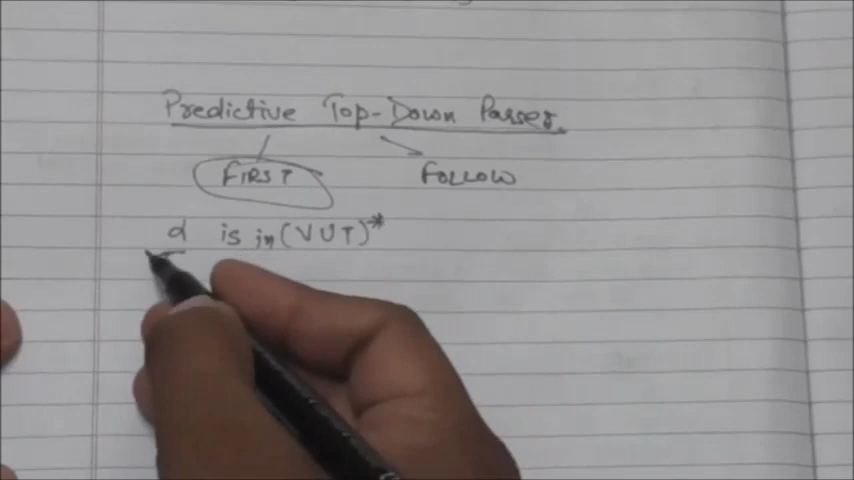 Predictive Top-Down Parser.
FIRST FOLLOW
α is in (V U T)*